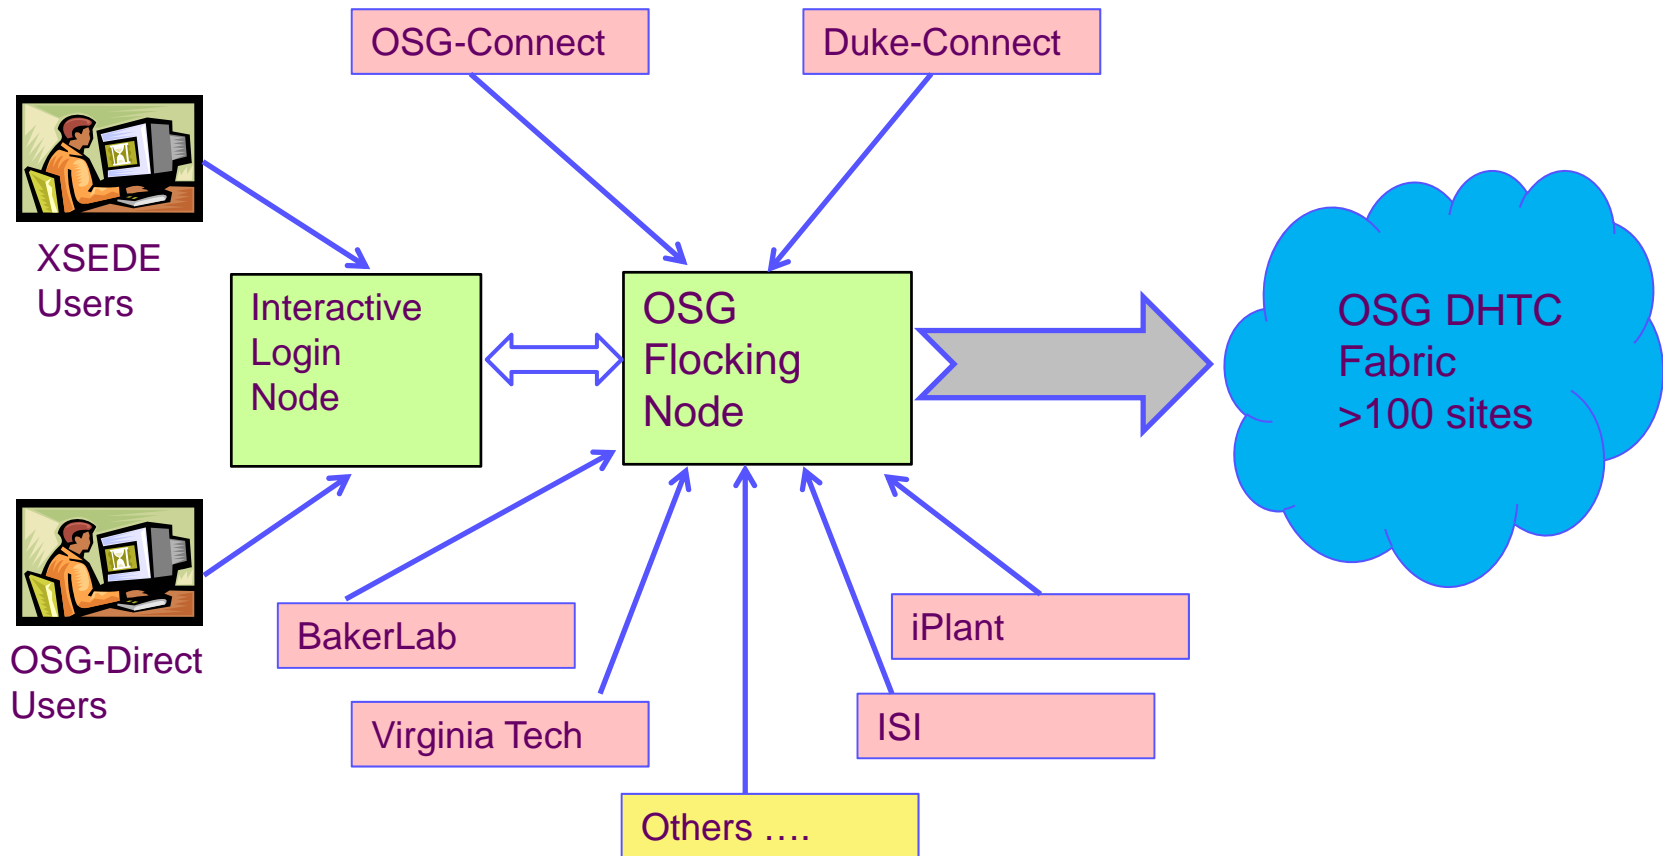 OSG-Connect
Duke-Connect
XSEDE
Users
Interactive
Login
Node
OSG
Flocking
Node
OSG DHTC
Fabric
>100 sites
OSG-Direct
Users
BakerLab
iPlant
Virginia Tech
ISI
Others ….